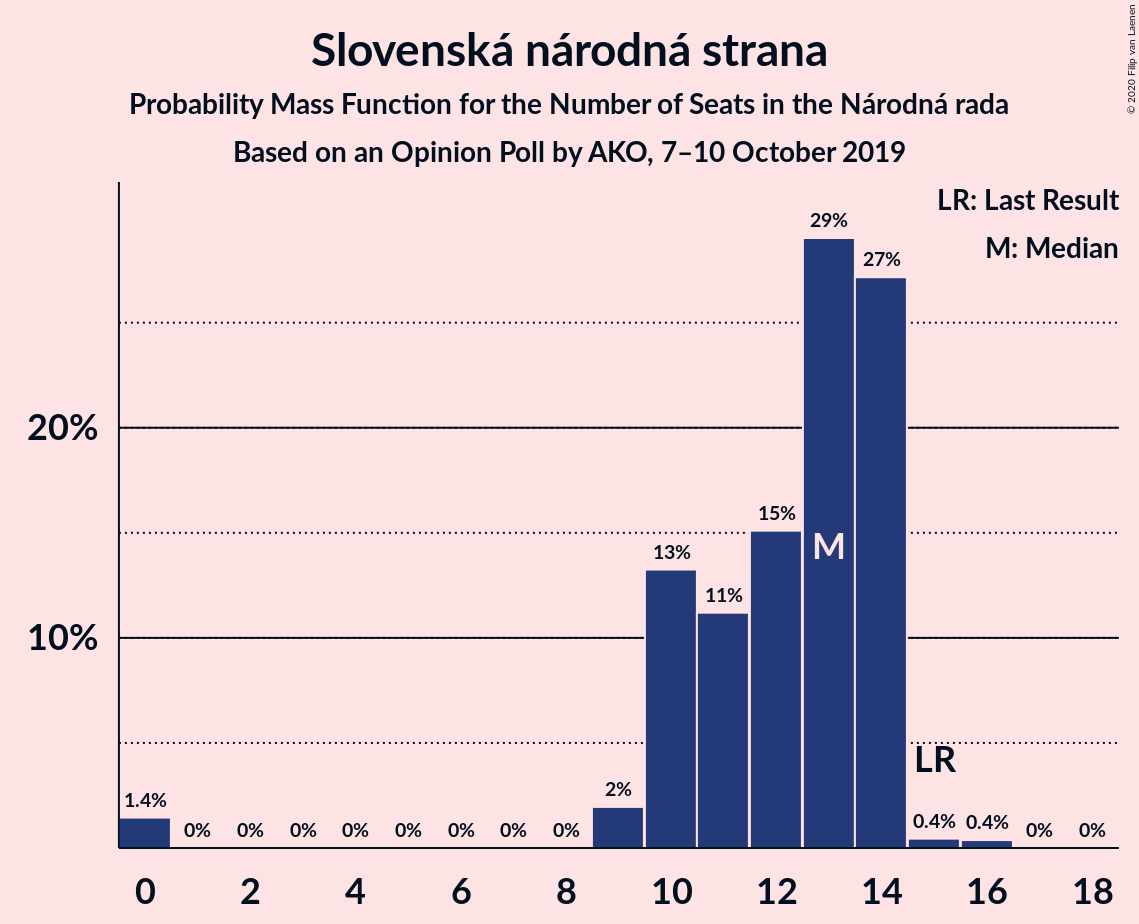 © 2020 Filip van Laenen
Slovenská národná strana
Probability Mass Function for the Number of Seats in the Národná rada
Based on an Opinion Poll by AKO, 7–10 October 2019
LR: Last Result
M: Median
29%
27%
20%
15%
M
13%
11%
10%
LR
2%
1.4%
0% 0% 0% 0% 0% 0% 0% 0%
0.4% 0.4% 0% 0%
0 2 4 6 8 10 12 14 16 18